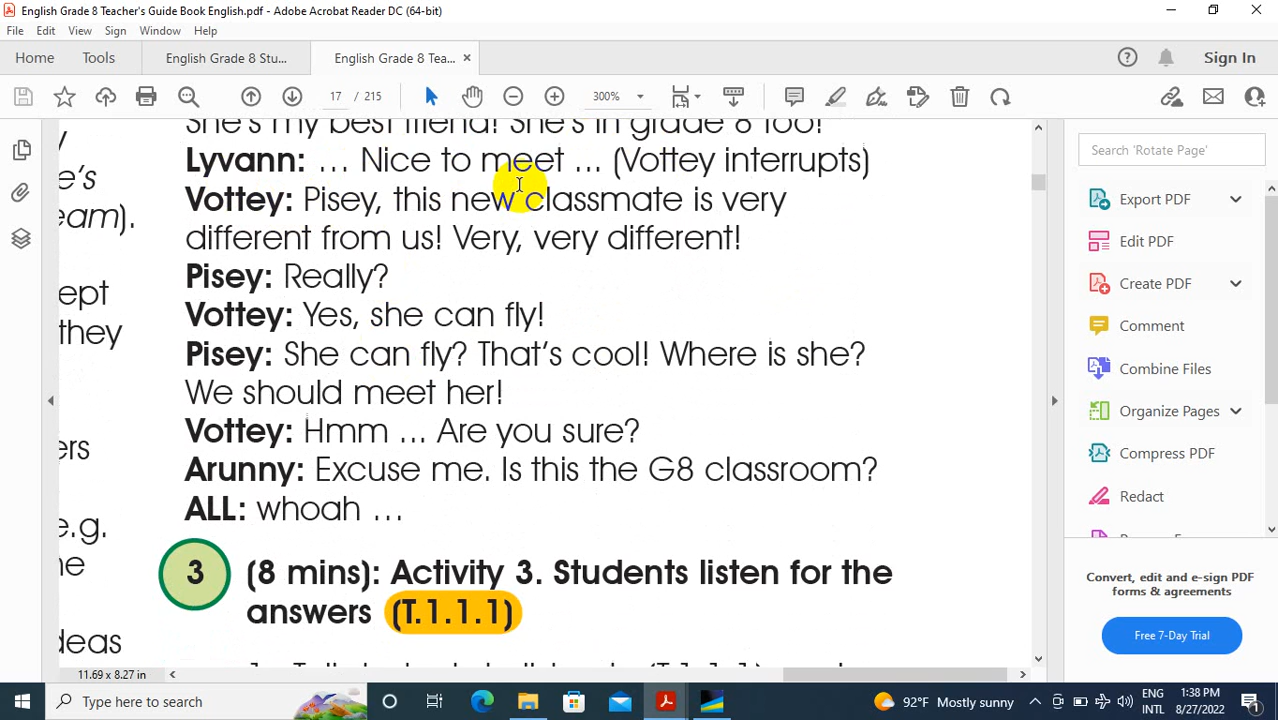 English Grade 8 Teacher's Guide Book English.pdf - Adobe Acrobat Reader DC (64-bit)
File Edit View Sign Window Help
Home Tools English Grade 8 Stu... English Grade 8 Tea... ×
17 / 215 300%
Sign In
She's my best friend! She's in grade 8 too!
Lyvann: ... Nice to meet ... (Vottey interrupts)
Vottey: Pisey, this new classmate is very
different from us! Very, very different!
Pisey: Really?
Vottey: Yes, she can fly!
Pisey: She can fly? That's cool! Where is she?
We should meet her!
Vottey: Hmm ... Are you sure?
Arunny: Excuse me. Is this the G8 classroom?
ALL: whoah ...
3 (8 mins): Activity 3. Students listen for the
answers (T.1.1.1)
y
e's
eam).
ept
they
ers
e.g.
ne
deas
11.69 x 8.27 in
Search 'Rotate Page'
Export PDF
Edit PDF
Create PDF
Comment
Combine Files
Organize Pages
Compress PDF
Redact
Convert, edit and e-sign PDF
forms & agreements
Free 7-Day Trial
Type here to search
92°F Mostly sunny
ENG
INTL
1:38 PM
8/27/2022
1